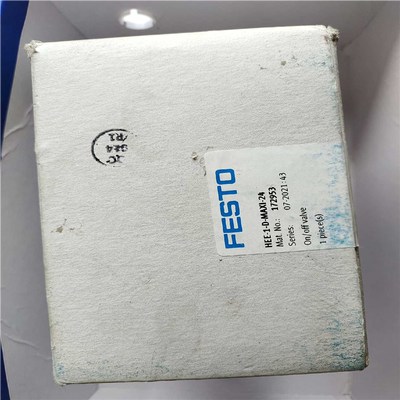 FESTO
HEE-1-D-MAXI-24
Mat. No.: 172953
Series: 07-2021:43
On/off valve
1 piece(s)